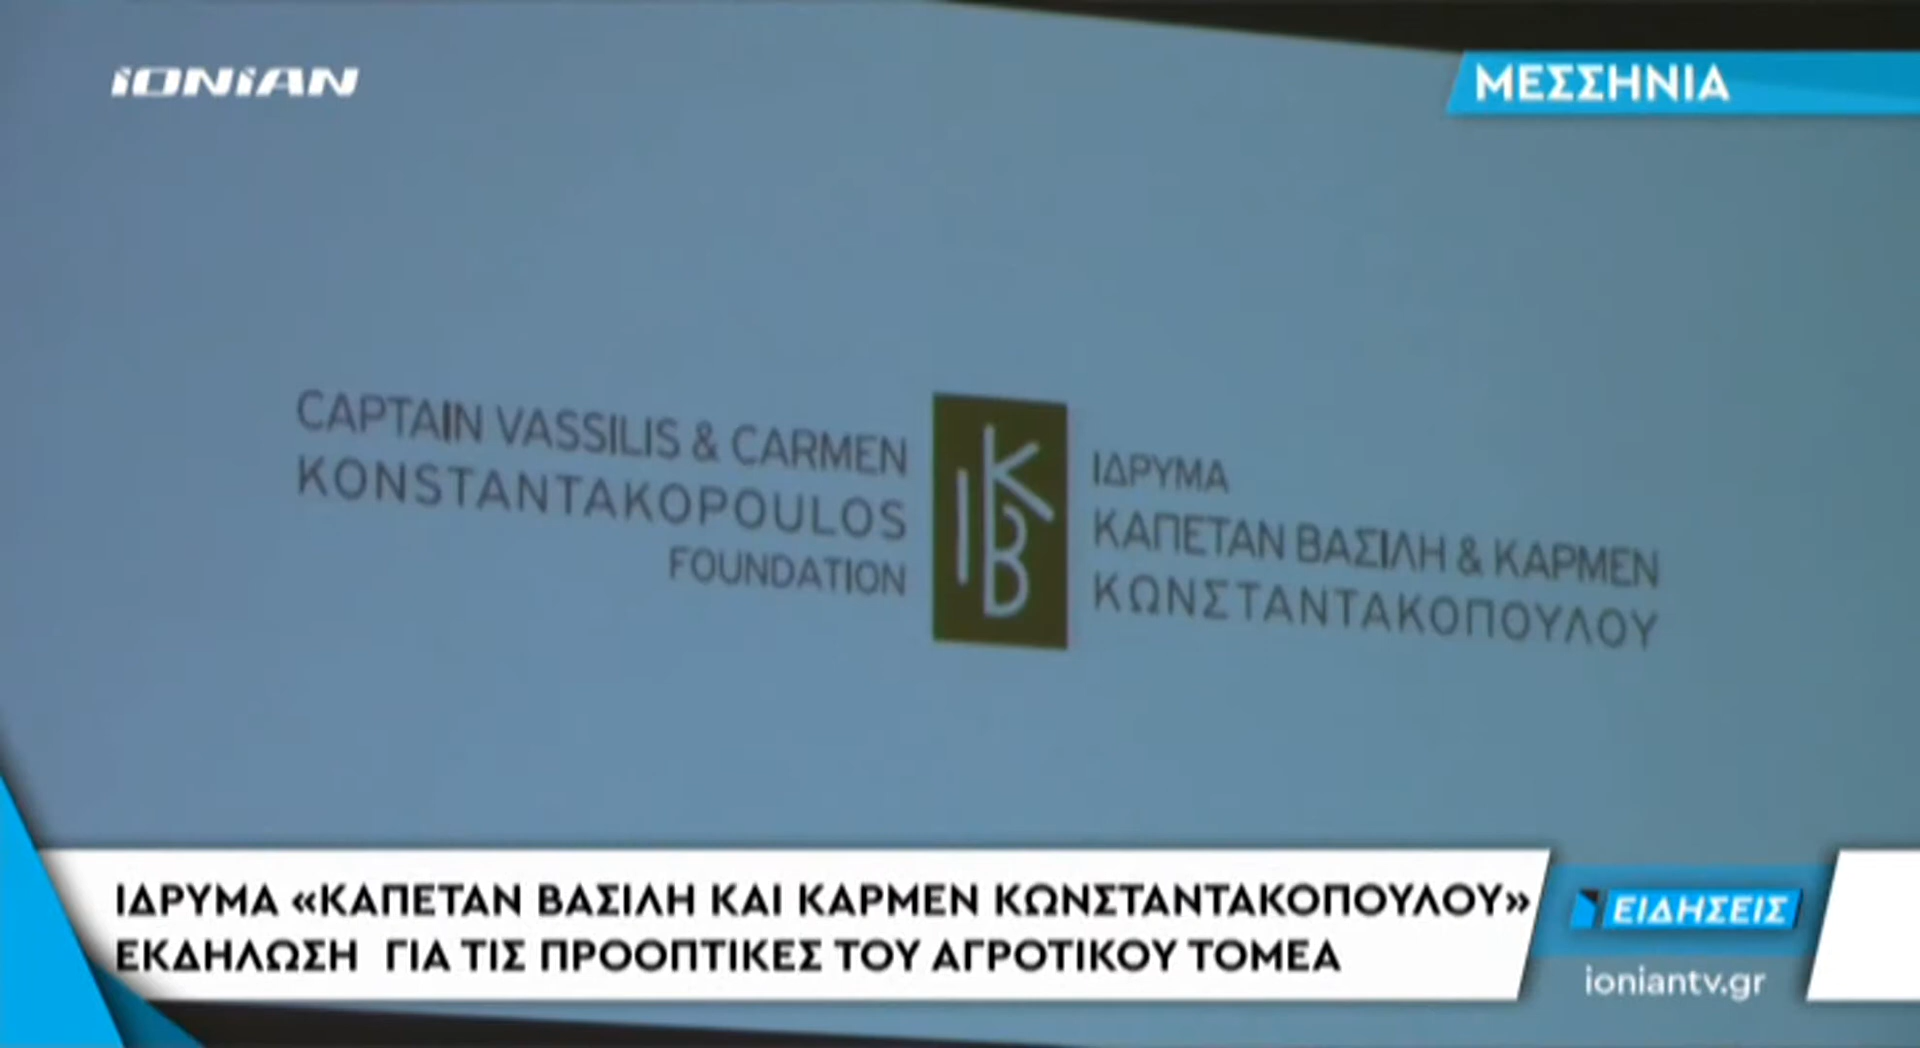 iONiAN
ΜΕΣΣΗΝΙΑ
CAPTAIN VASSILIS & CARMEN
KONSTANTAKOPOULOS
FOUNDATION
ΙΔΡΥΜΑ
ΚΑΠΕΤΑΝ ΒΑΣΙΛΗ & ΚΑΡΜΕΝ
ΚΩΝΣΤΑΝΤΑΚΟΠΟΥΛΟΥ
ΙΔΡΥΜΑ «ΚΑΠΕΤΑΝ ΒΑΣΙΛΗ ΚΑΙ ΚΑΡΜΕΝ ΚΩΝΣΤΑΝΤΑΚΟΠΟΥΛΟΥ»
ΕΚΔΗΛΩΣΗ ΓΙΑ ΤΙΣ ΠΡΟΟΠΤΙΚΕΣ ΤΟΥ ΑΓΡΟΤΙΚΟΥ ΤΟΜΕΑ
ΕΙΔΗΣΕΙΣ
ioniantv.gr